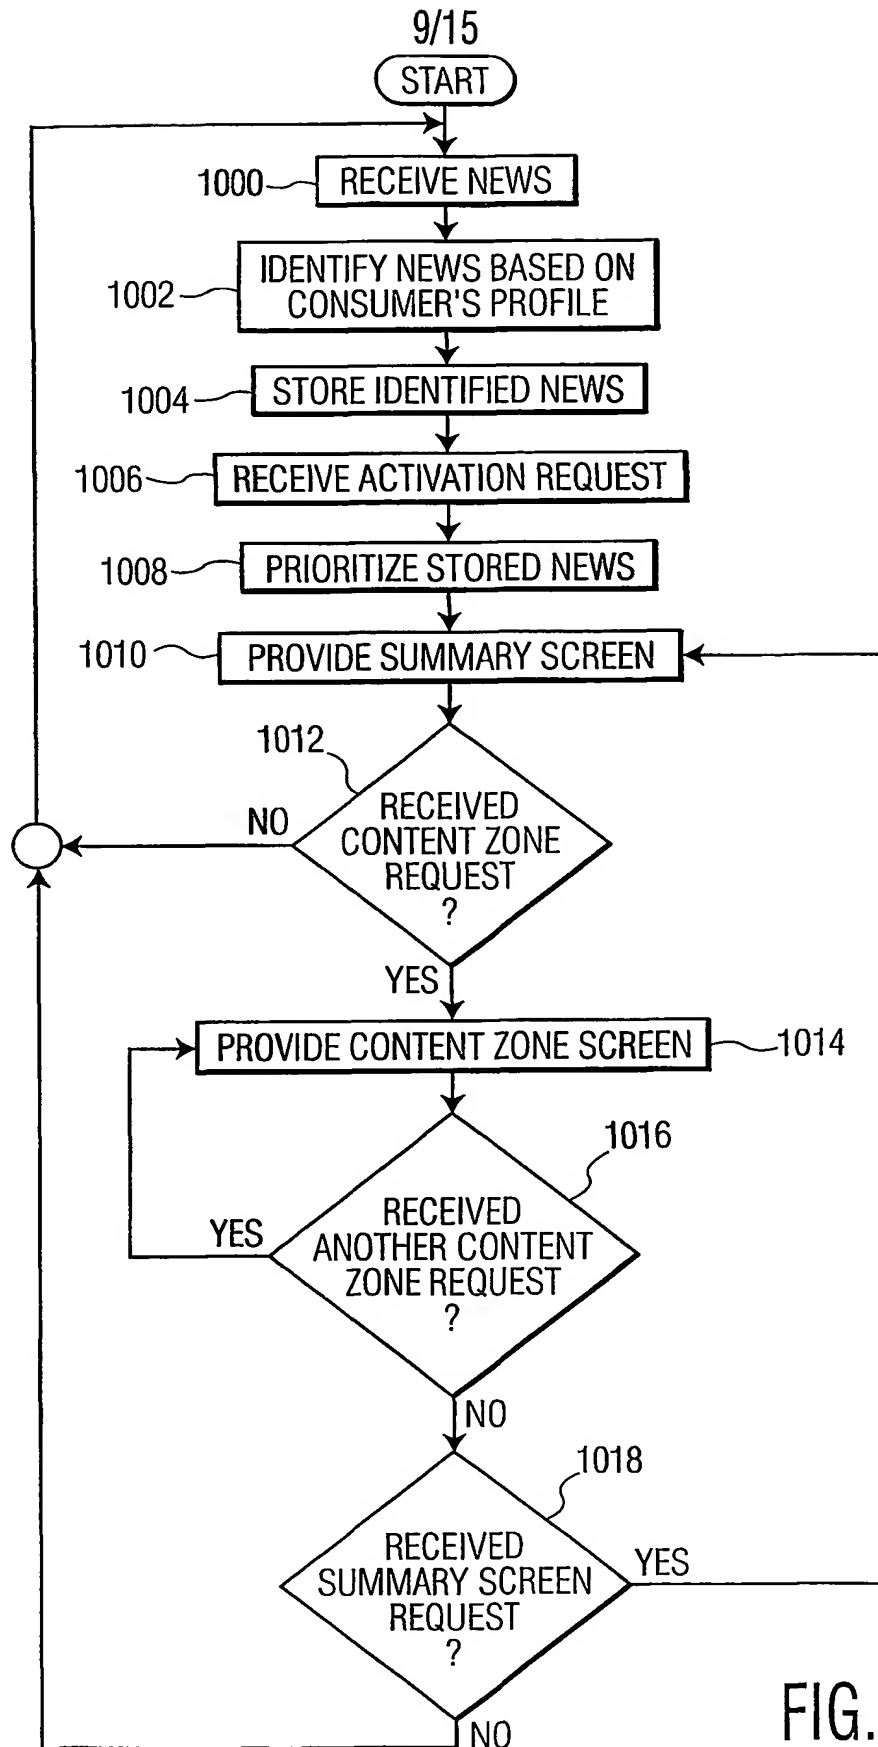 9/15
START
1000
RECEIVE NEWS
1002
IDENTIFY NEWS BASED ON
CONSUMER'S PROFILE
1004
STORE IDENTIFIED NEWS
1006
RECEIVE ACTIVATION REQUEST
1008
PRIORITIZE STORED NEWS
1010
PROVIDE SUMMARY SCREEN
1012
RECEIVED
CONTENT ZONE
REQUEST
?
NO
YES
PROVIDE CONTENT ZONE SCREEN
1014
1016
RECEIVED
ANOTHER CONTENT
ZONE REQUEST
?
YES
NO
1018
RECEIVED
SUMMARY SCREEN
REQUEST
?
YES
NO
FIG.